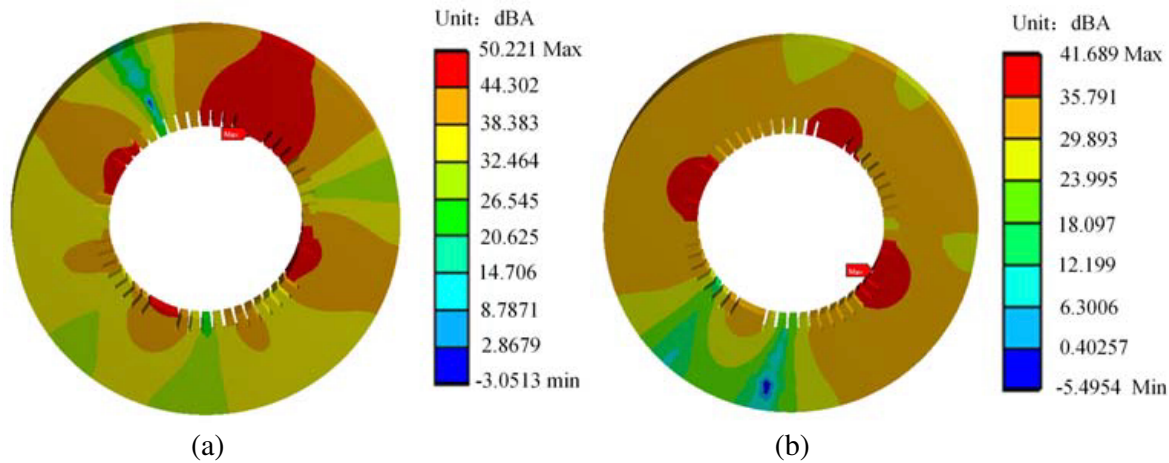 Unit: dBA
50.221 Max
44.302
38.383
32.464
26.545
20.625
14.706
8.7871
2.8679
-3.0513 min
Max
(a)
Unit: dBA
41.689 Max
35.791
29.893
23.995
18.097
12.199
6.3006
0.40257
-5.4954 Min
Max
(b)